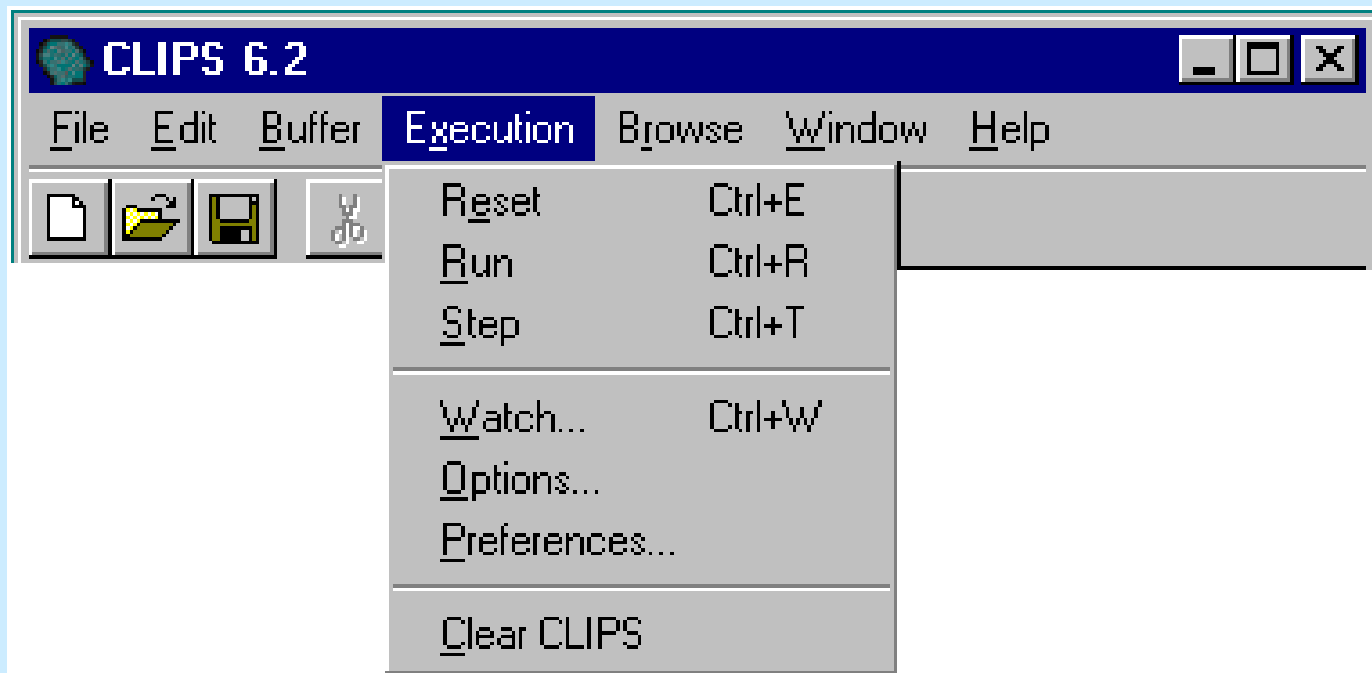 CLIPS 6.2
File Edit Buffer Execution Browse Window Help
Reset Ctrl+E
Run Ctrl+R
Step Ctrl+T
Watch... Ctrl+W
Options...
Preferences...
Clear CLIPS